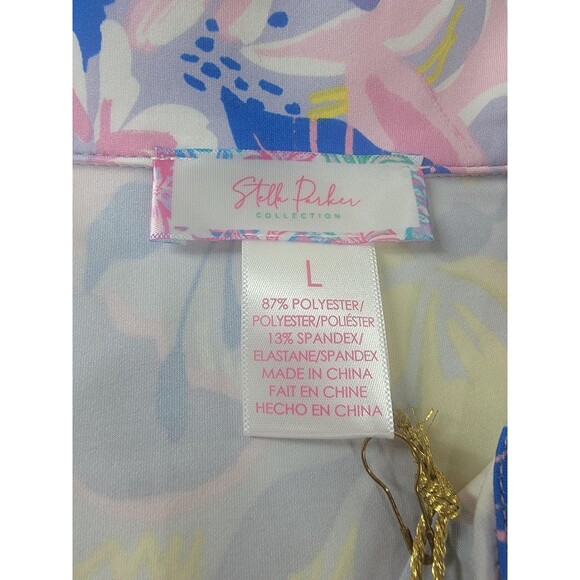 Stella Parker
COLLECTION
L
87% POLYESTER/
POLYESTER/POLIÉSTER
13% SPANDEX/
ELASTANE/SPANDEX
MADE IN CHINA
FAIT EN CHINE
HECHO EN CHINA